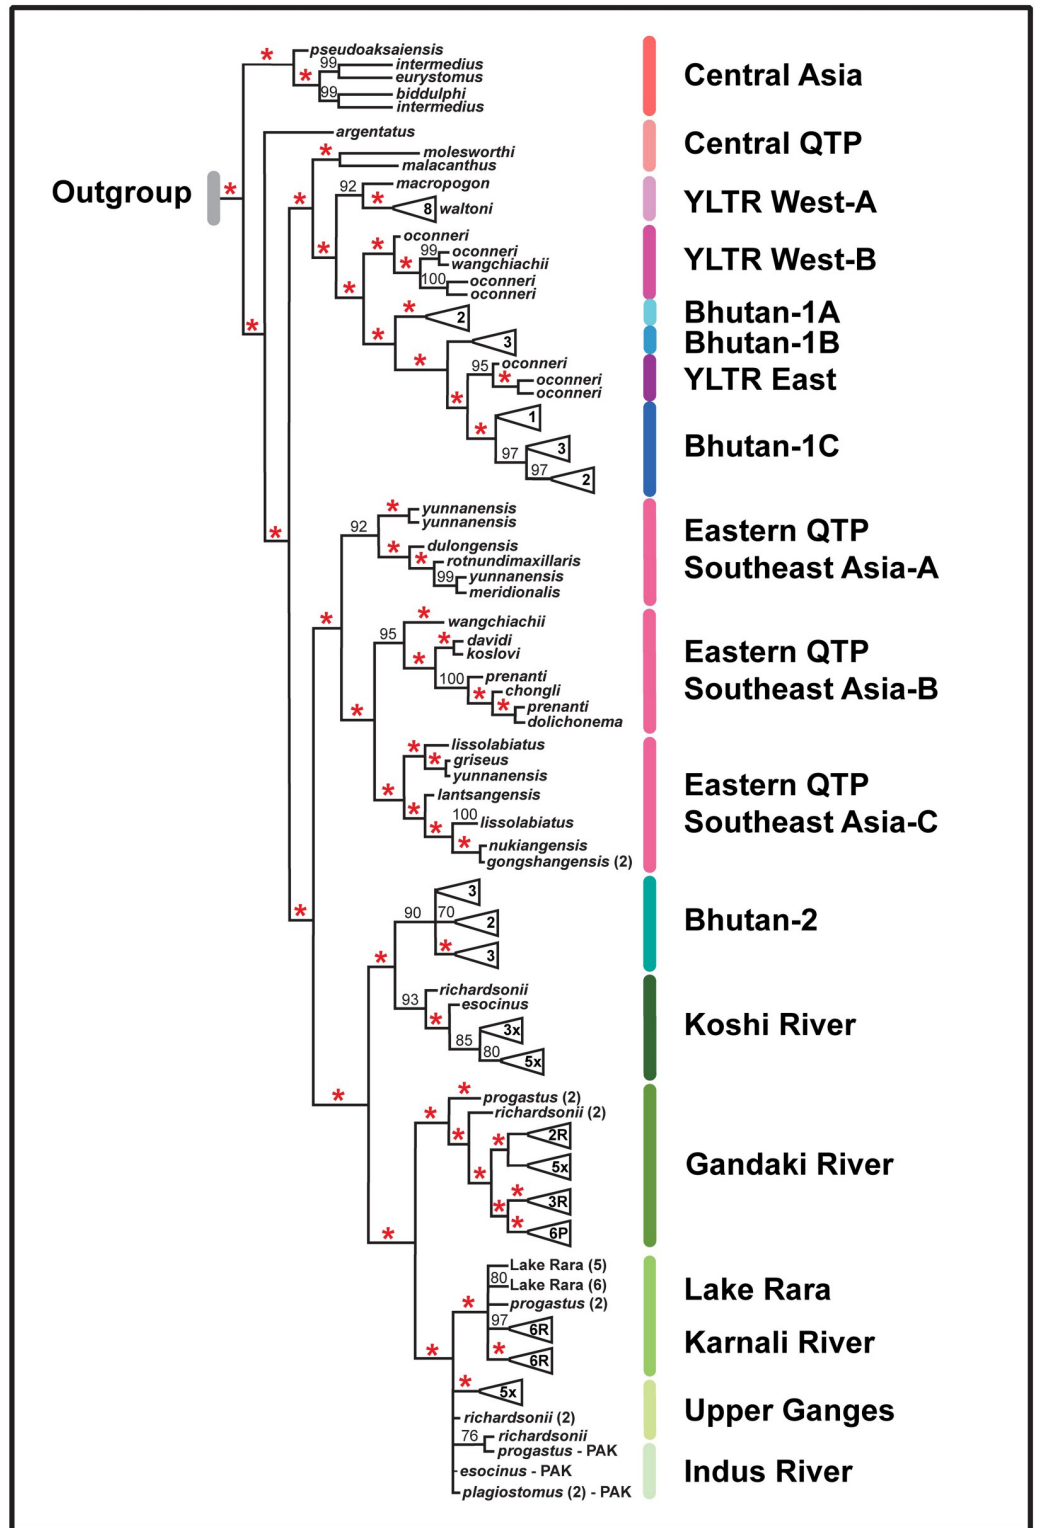 pseudoaksaiensis
* 99 intermedius
* eurystomus
99 biddulphi
intermedius
Central Asia
argentatus
Central QTP
* molesworthi
malacanthus
Outgroup *
92 macropogon
* * 8 waltoni
YLTR West-A
* * oconneri
* 99 oconneri
wangchiachii
* 100 oconneri
oconneri
YLTR West-B
* 2
Bhutan-1A
* * 3
Bhutan-1B
* 95 oconneri
* oconneri
oconneri
YLTR East
* * 1
97 3
97 2
Bhutan-1C
* yunnanensis
* 92 yunnanensis
* dulongensis
* rotnundimaxillaris
99 yunnanensis
meridionalis
Eastern QTP
Southeast Asia-A
* * wangchiachii
95 * davidi
* koslovi
100 prenanti
* chongli
* prenanti
* dolichonema
Eastern QTP
Southeast Asia-B
* lissolabiatus
* griseus
yunnanensis
* lantsangensis
* 100 lissolabiatus
* * nukiangensis
gongshangensis (2)
Eastern QTP
Southeast Asia-C
3
* 90 70 2
* * 3
Bhutan-2
93 richardsonii
* esocinus
3x
85 80 5x
Koshi River
* * progastus (2)
* richardsonii (2)
* * 2R
* 5x
* * 3R
* 6P
Gandaki River
*
Lake Rara (5)
80 Lake Rara (6)
* progastus (2)
97 6R
* * 6R
Lake Rara
Karnali River
* 5x
richardsonii (2)
Upper Ganges
76 richardsonii
progastus - PAK
esocinus - PAK
plagiostomus (2) - PAK
Indus River